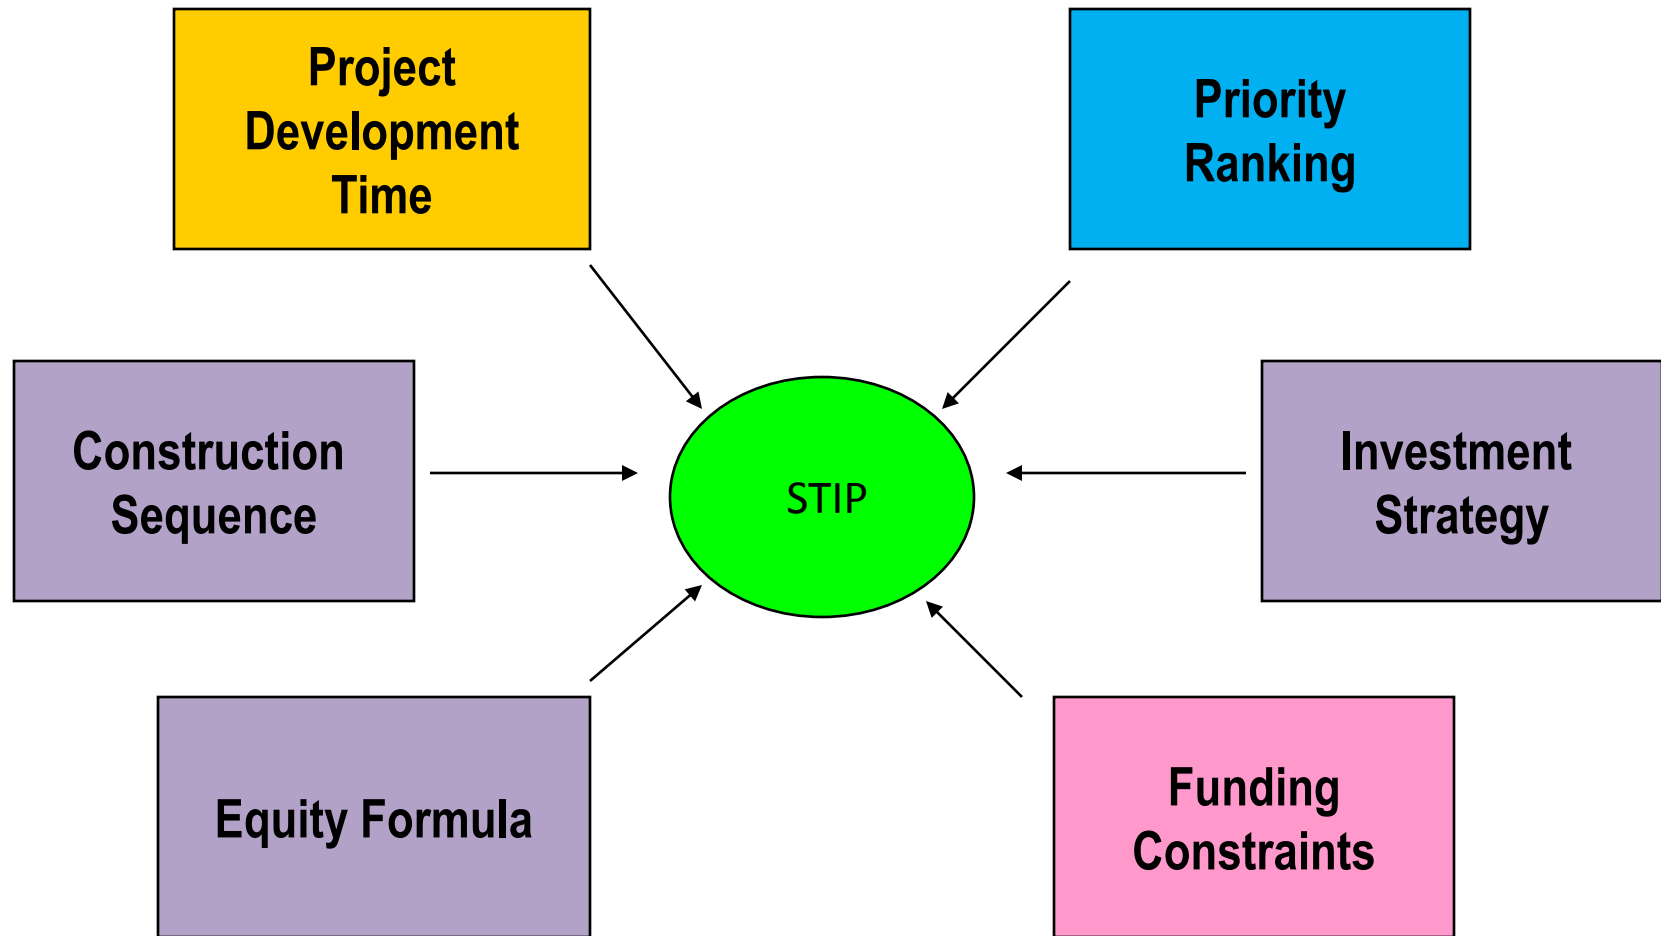 Project
Development
Time
Priority
Ranking
Construction
Sequence
STIP
Investment
Strategy
Equity Formula
Funding
Constraints